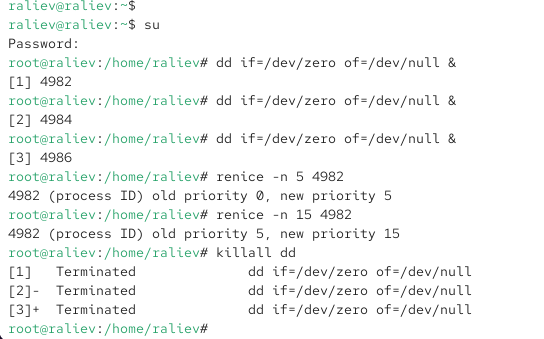 raliev@raliev:~$
raliev@raliev:~$ su
Password:
root@raliev:/home/raliev# dd if=/dev/zero of=/dev/null &
[1] 4982
root@raliev:/home/raliev# dd if=/dev/zero of=/dev/null &
[2] 4984
root@raliev:/home/raliev# dd if=/dev/zero of=/dev/null &
[3] 4986
root@raliev:/home/raliev# renice -n 5 4982
4982 (process ID) old priority 0, new priority 5
root@raliev:/home/raliev# renice -n 15 4982
4982 (process ID) old priority 5, new priority 15
root@raliev:/home/raliev# killall dd
[1]   Terminated              dd if=/dev/zero of=/dev/null
[2]-  Terminated              dd if=/dev/zero of=/dev/null
[3]+  Terminated              dd if=/dev/zero of=/dev/null
root@raliev:/home/raliev#